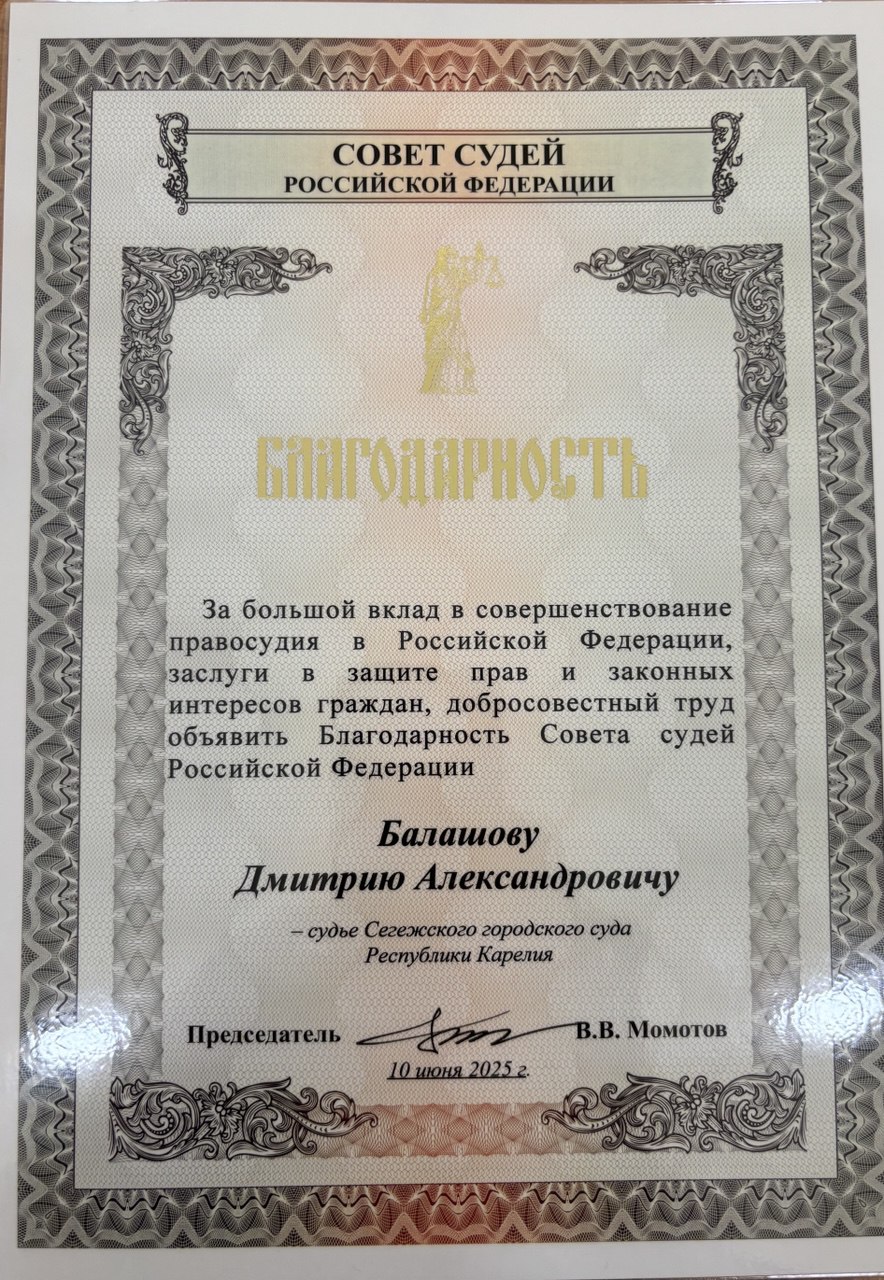 СОВЕТ СУДЕЙ
РОССИЙСКОЙ ФЕДЕРАЦИИ
БЛАГОДАРНОСТЬ
За большой вклад в совершенствование
правосудия в Российской Федерации,
заслуги в защите прав и законных
интересов граждан, добросовестный труд
объявить Благодарность Совета судей
Российской Федерации
Балашову
Дмитрию Александровичу
– судье Сегежского городского суда
Республики Карелия
Председатель В.В. Момотов
10 июня 2025 г.